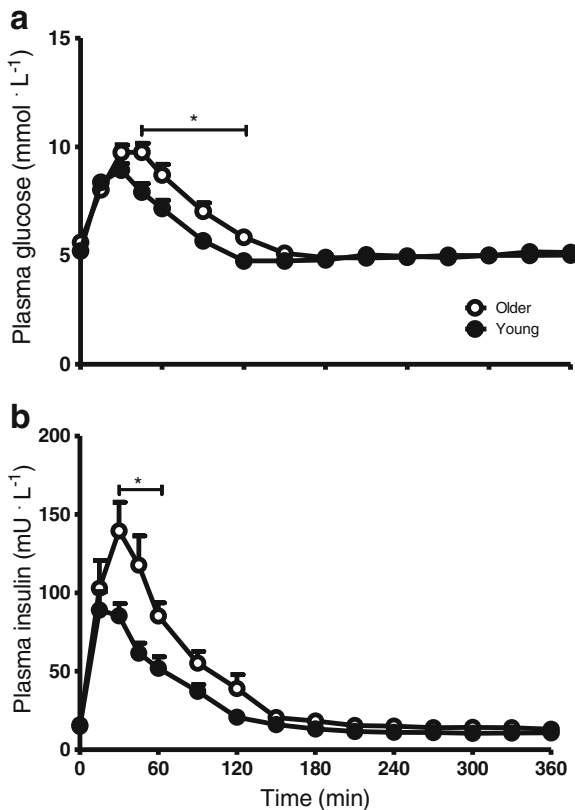 a
Plasma glucose (mmol · L⁻¹)
15
10
5
0
*
Older
Young
b
Plasma insulin (mU · L⁻¹)
200
150
100
50
0
*
0 60 120 180 240 300 360
Time (min)